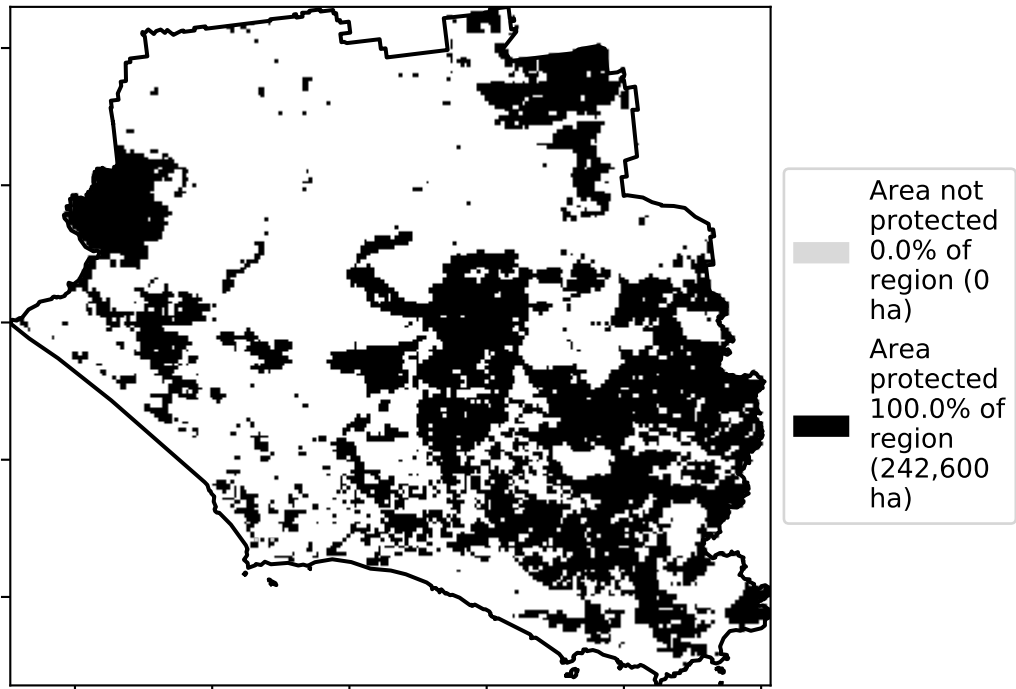 Area not
protected
0.0% of
region (0
ha)
Area
protected
100.0% of
region
(242,600
ha)